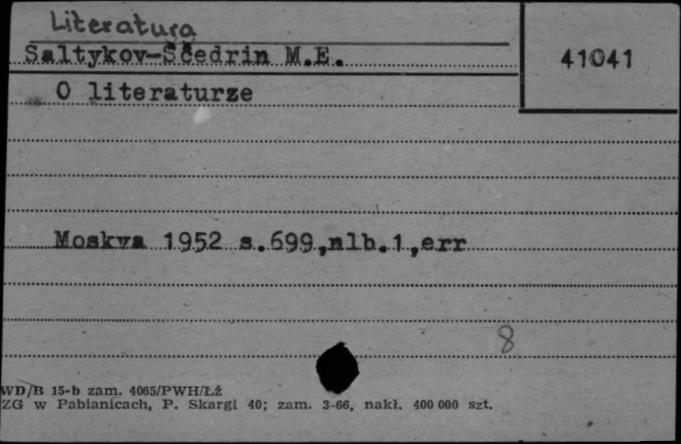 Literatura
Saltykov-Sčedrin M.E.
41041
O literaturze
Moskva 1952 s.699,nlb.1,err
8
WD/B 15-b zam. 4065/PWH/Łź
ZG w Pabianicach, P. Skargi 40; zam. 3-66, nakł. 400 000 szt.